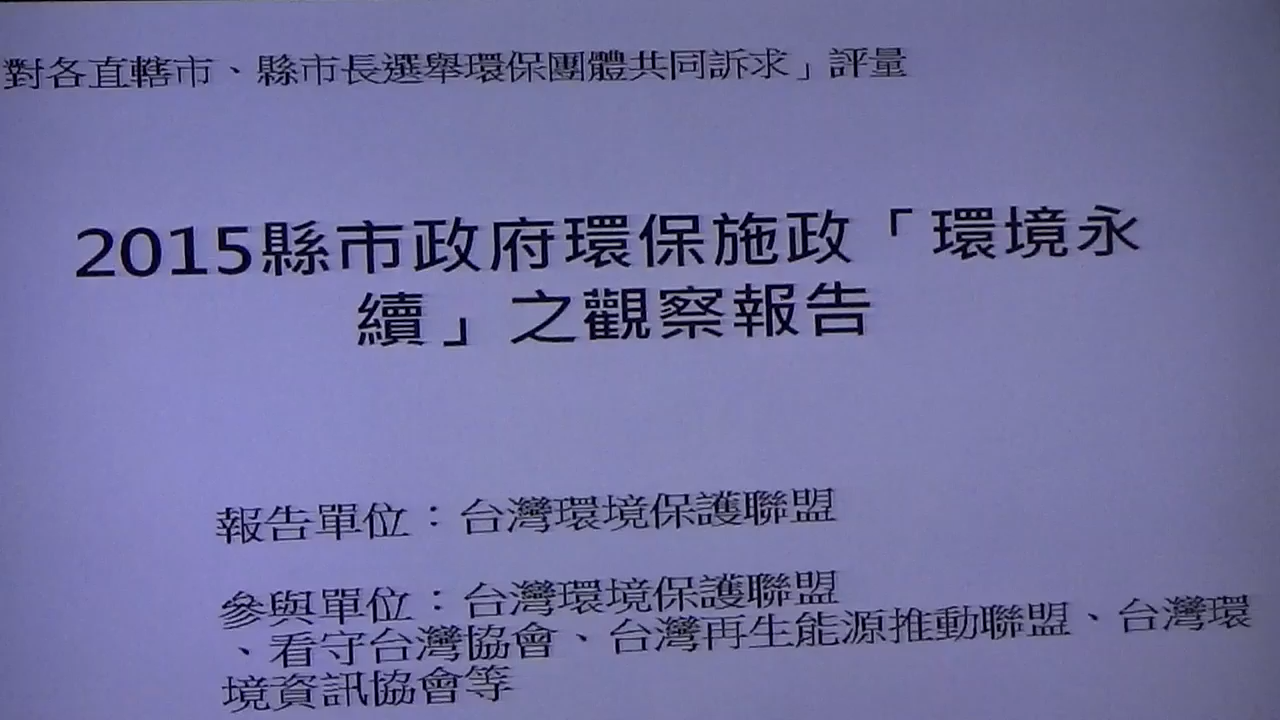 對各直轄市、縣市長選舉環保團體共同訴求」評量
2015縣市政府環保施政「環境永
續」之觀察報告
報告單位：台灣環境保護聯盟
參與單位：台灣環境保護聯盟
、看守台灣協會、台灣再生能源推動聯盟、台灣環
境資訊協會等